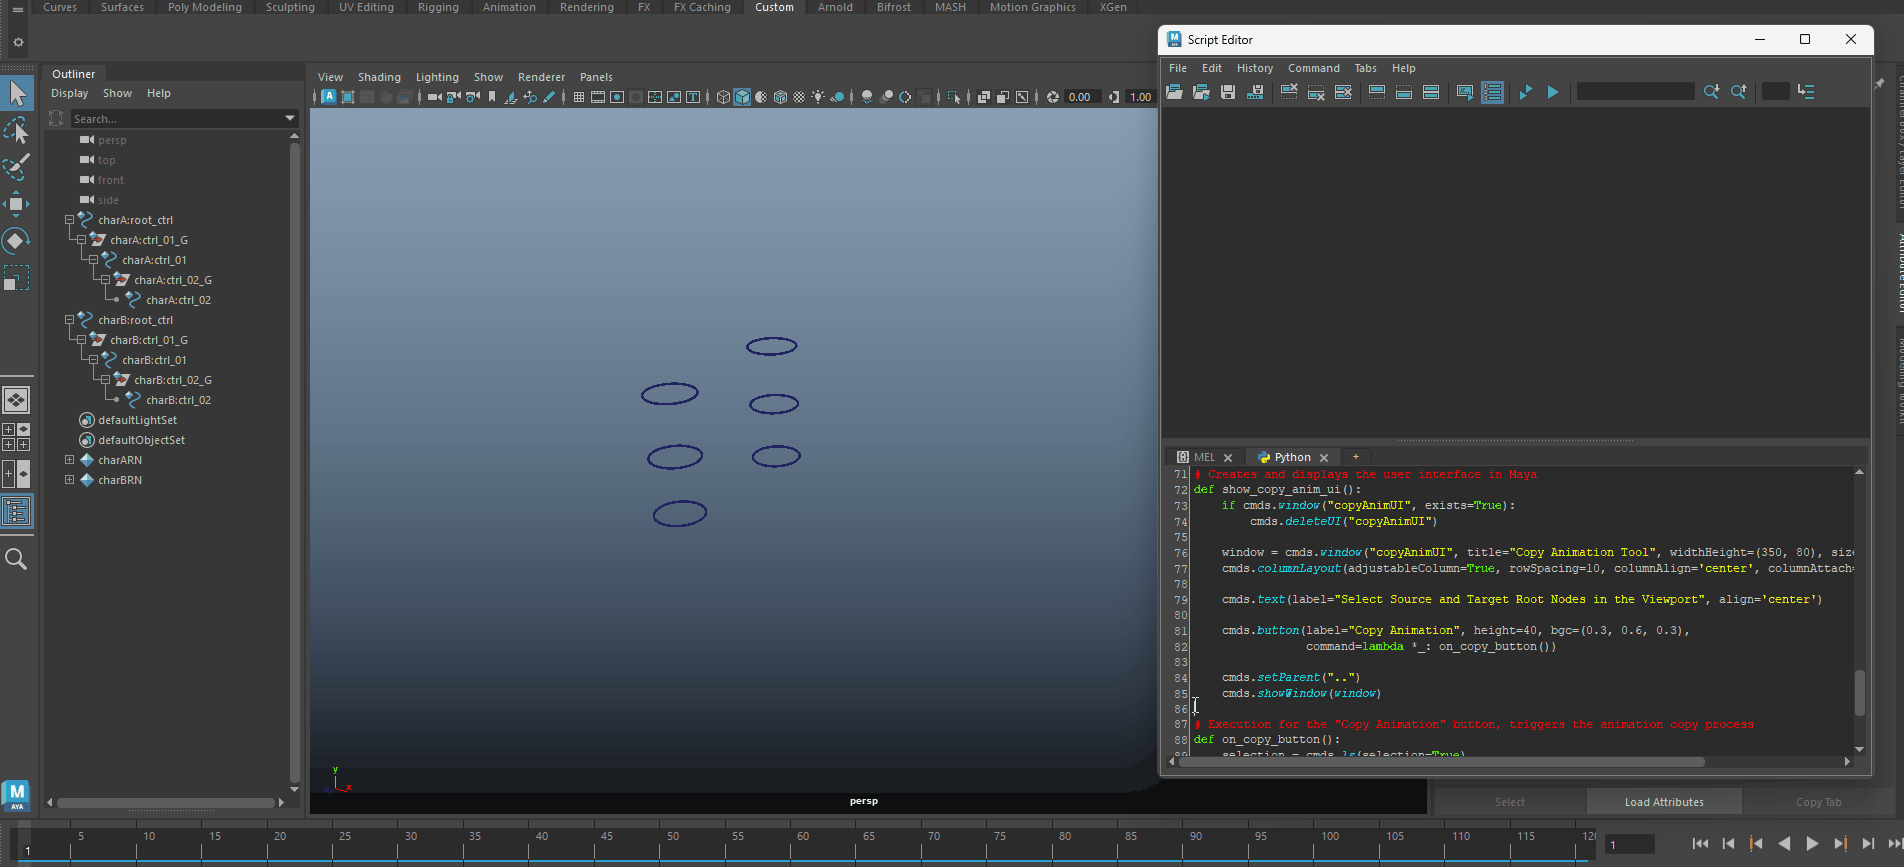 Curves Surfaces Poly Modeling Sculpting UV Editing Rigging Animation Rendering FX FX Caching Custom Arnold Bifrost MASH Motion Graphics XGen
Script Editor
Outliner
Display Show Help
Search...
persp
top
front
side
charA:root_ctrl
charA:ctrl_01_G
charA:ctrl_01
charA:ctrl_02_G
charA:ctrl_02
charB:root_ctrl
charB:ctrl_01_G
charB:ctrl_01
charB:ctrl_02_G
charB:ctrl_02
defaultLightSet
defaultObjectSet
charARN
charBRN
View Shading Lighting Show Renderer Panels
0.00 1.00
y
x
persp
File Edit History Command Tabs Help
MEL Python +
71 # Creates and displays the user interface in Maya
72 def show_copy_anim_ui():
73 if cmds.window("copyAnimUI", exists=True):
74 cmds.deleteUI("copyAnimUI")
75
76 window = cmds.window("copyAnimUI", title="Copy Animation Tool", widthHeight=(350, 80), siz
77 cmds.columnLayout(adjustableColumn=True, rowSpacing=10, columnAlign='center', columnAttach=
78
79 cmds.text(label="Select Source and Target Root Nodes in the Viewport", align='center')
80
81 cmds.button(label="Copy Animation", height=40, bgc=(0.3, 0.6, 0.3),
82 command=lambda *_: on_copy_button())
83
84 cmds.setParent("..")
85 cmds.showWindow(window)
86
87 # Execution for the "Copy Animation" button, triggers the animation copy process
88 def on_copy_button():
89 selection = cmds.ls(selection=True)
Select Load Attributes Copy Tab
Attribute Editor
M
AYA
5 10 15 20 25 30 35 40 45 50 55 60 65 70 75 80 85 90 95 100 105 110 115 120
1
1